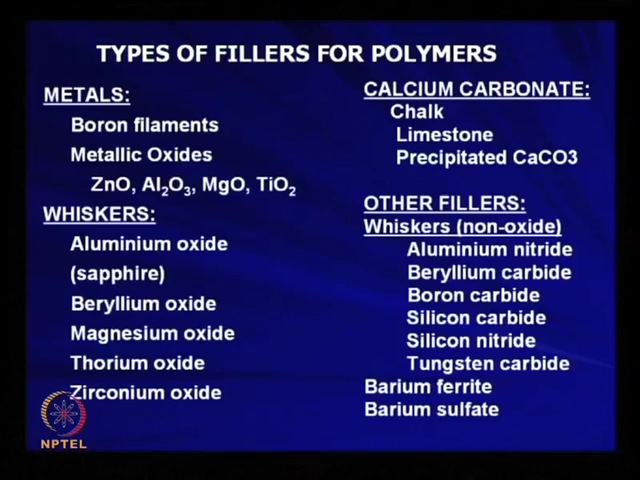 TYPES OF FILLERS FOR POLYMERS
METALS:
Boron filaments
Metallic Oxides
ZnO, Al₂O₃, MgO, TiO₂
WHISKERS:
Aluminium oxide
(sapphire)
Beryllium oxide
Magnesium oxide
Thorium oxide
Zirconium oxide
CALCIUM CARBONATE:
Chalk
Limestone
Precipitated CaCO3
OTHER FILLERS:
Whiskers (non-oxide)
Aluminium nitride
Beryllium carbide
Boron carbide
Silicon carbide
Silicon nitride
Tungsten carbide
Barium ferrite
Barium sulfate
NPTEL